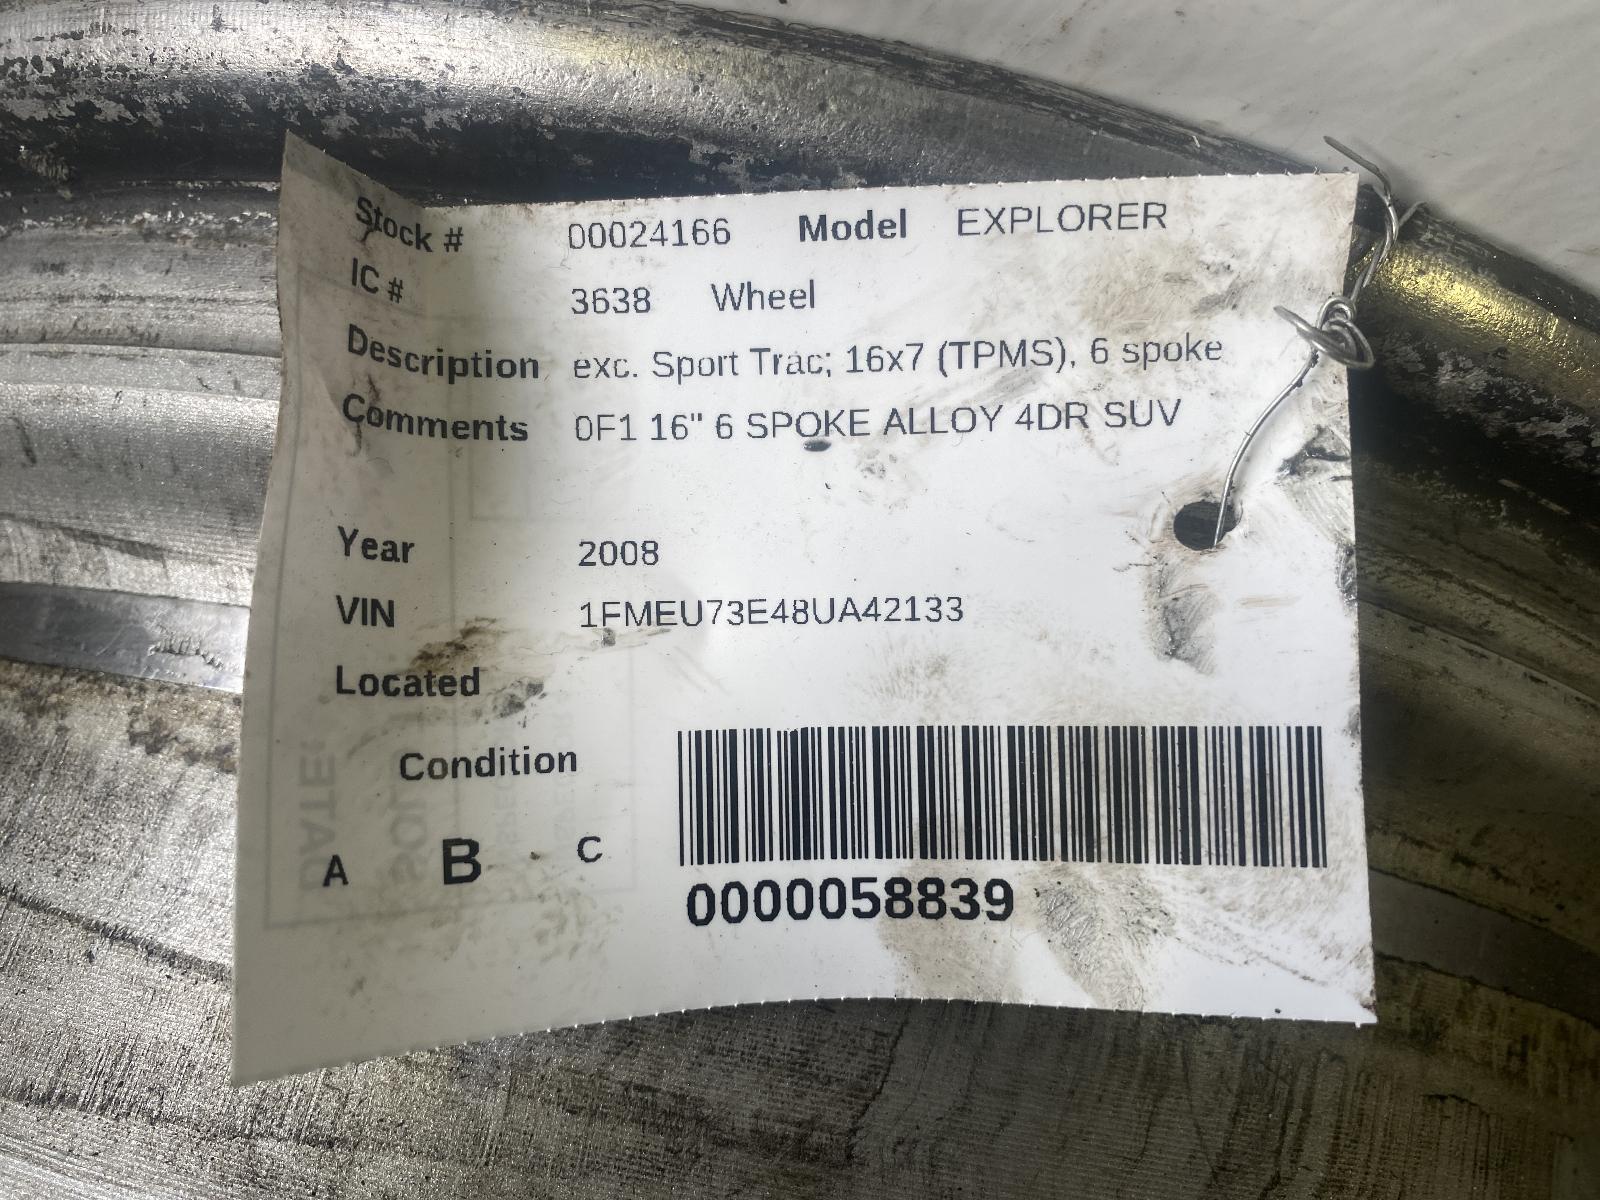 Stock # 00024166 Model EXPLORER
IC # 3638 Wheel
Description exc. Sport Trac; 16x7 (TPMS), 6 spoke
Comments 0F1 16" 6 SPOKE ALLOY 4DR SUV
Year 2008
VIN 1FMEU73E48UA42133
Located
Condition
A B C
0000058839
DATE: